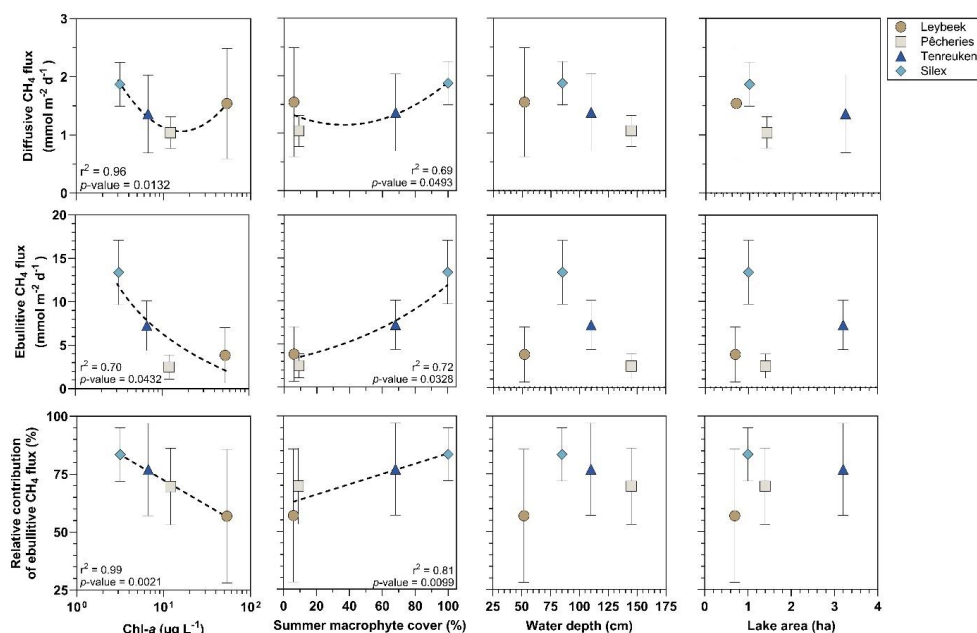 Leybeek
Pêcheries
Tenreuken
Silex
Diffusive CH₄ flux
(mmol m⁻² d⁻¹)
3
2
1
0
r² = 0.96
p-value = 0.0132
r² = 0.69
p-value = 0.0493
Ebullitive CH₄ flux
(mmol m⁻² d⁻¹)
20
15
10
5
0
r² = 0.70
p-value = 0.0432
r² = 0.72
p-value = 0.0328
Relative contribution
of ebullitive CH₄ flux (%)
100
75
50
25
r² = 0.99
p-value = 0.0021
r² = 0.81
p-value = 0.0099
10⁰ 10¹ 10²
0 20 40 60 80 100
25 50 75 100 125 150 175
0 1 2 3 4
Chl-a (µg L⁻¹)
Summer macrophyte cover (%)
Water depth (cm)
Lake area (ha)